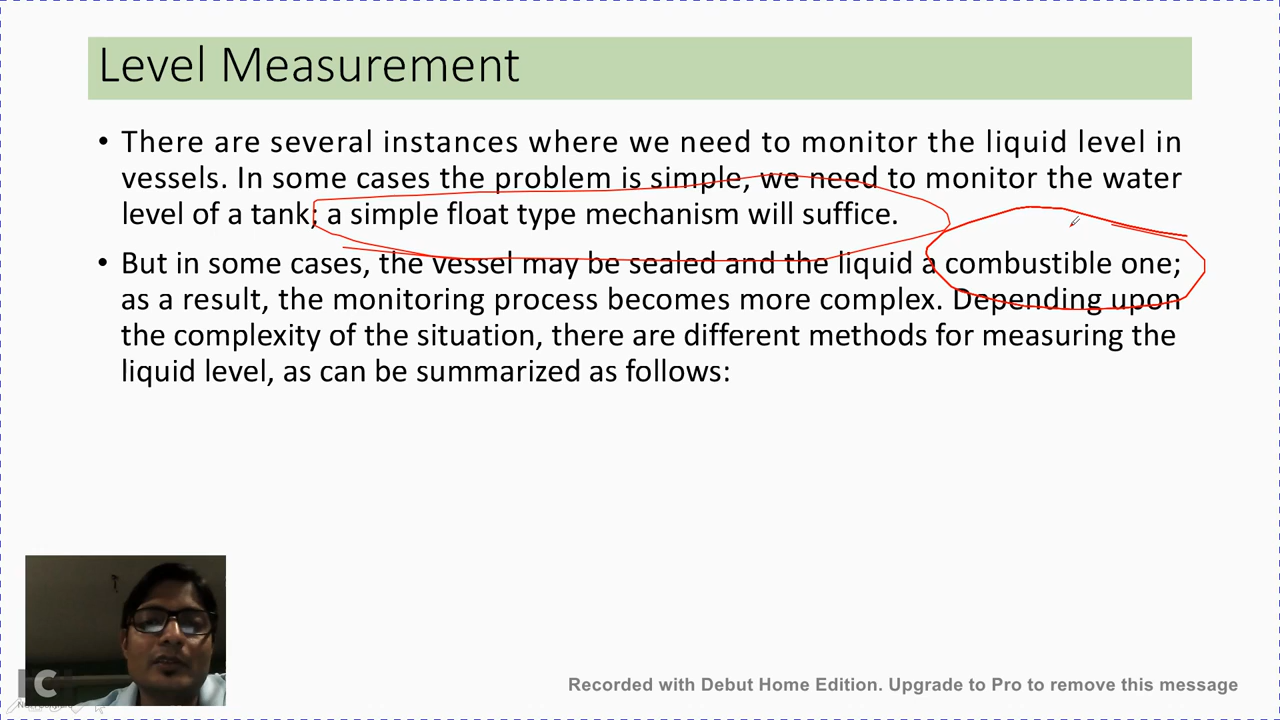 Level Measurement
• There are several instances where we need to monitor the liquid level in
vessels. In some cases the problem is simple, we need to monitor the water
level of a tank; a simple float type mechanism will suffice.
• But in some cases, the vessel may be sealed and the liquid a combustible one;
as a result, the monitoring process becomes more complex. Depending upon
the complexity of the situation, there are different methods for measuring the
liquid level, as can be summarized as follows:
Recorded with Debut Home Edition. Upgrade to Pro to remove this message